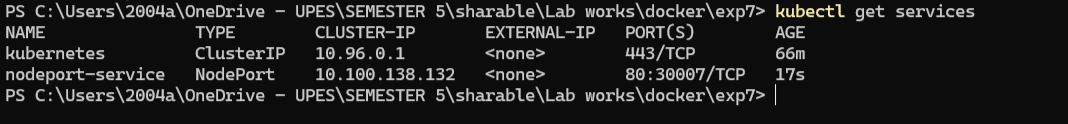 PS C:\Users\2004a\OneDrive - UPES\SEMESTER 5\sharable\Lab works\docker\exp7> kubectl get services
NAME               TYPE        CLUSTER-IP       EXTERNAL-IP   PORT(S)        AGE
kubernetes         ClusterIP   10.96.0.1        <none>        443/TCP        66m
nodeport-service   NodePort    10.100.138.132   <none>        80:30007/TCP   17s
PS C:\Users\2004a\OneDrive - UPES\SEMESTER 5\sharable\Lab works\docker\exp7>